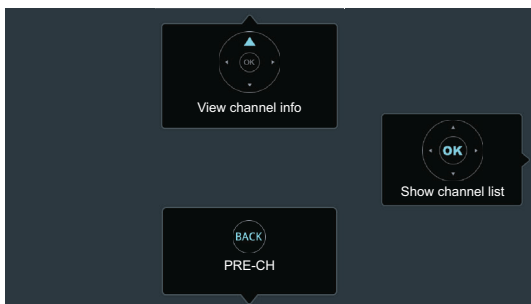 OK
View channel info
OK
Show channel list
BACK
PRE-CH